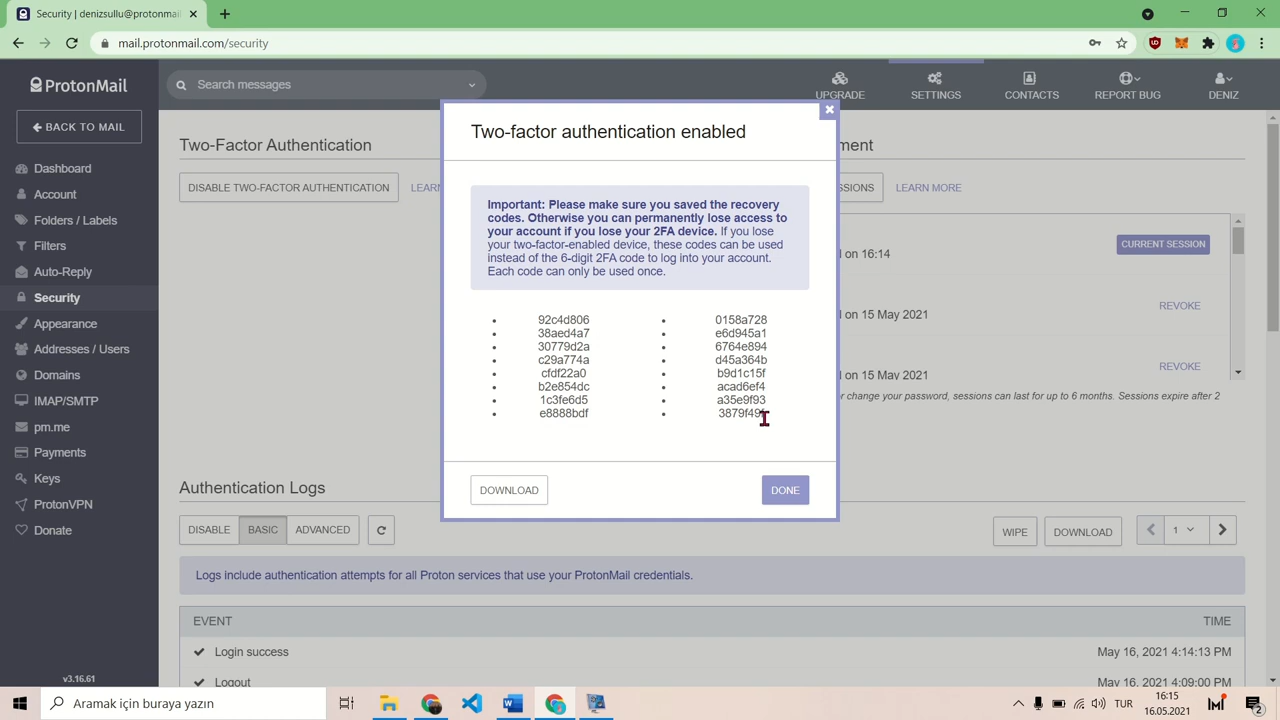 Security | denizsullu@protonmail
mail.protonmail.com/security
ProtonMail
Search messages
UPGRADE
SETTINGS
CONTACTS
REPORT BUG
DENIZ
BACK TO MAIL
Dashboard
Account
Folders / Labels
Filters
Auto-Reply
Security
Appearance
Addresses / Users
Domains
IMAP/SMTP
pm.me
Payments
Keys
ProtonVPN
Donate
v3.16.61
Two-Factor Authentication
DISABLE TWO-FACTOR AUTHENTICATION
LEARN
Two-factor authentication enabled
Important: Please make sure you saved the recovery
codes. Otherwise you can permanently lose access to
your account if you lose your 2FA device. If you lose
your two-factor-enabled device, these codes can be used
instead of the 6-digit 2FA code to log into your account.
Each code can only be used once.
92c4d806 0158a728
38aed4a7 e6d945a1
30779d2a 6764e894
c29a774a d45a364b
cfdf22a0 b9d1c15f
b2e854dc acad6ef4
1c3fe6d5 a35e9f93
e8888bdf
DOWNLOAD
DONE
ment
SSIONS
LEARN MORE
d on 16:14
CURRENT SESSION
d on 15 May 2021
REVOKE
d on 15 May 2021
REVOKE
r change your password, sessions can last for up to 6 months. Sessions expire after 2
Authentication Logs
DISABLE BASIC ADVANCED
WIPE DOWNLOAD 1
Logs include authentication attempts for all Proton services that use your ProtonMail credentials.
EVENT TIME
Login success May 16, 2021 4:14:13 PM
Logout May 16, 2021 4:09:00 PM
Aramak için buraya yazın
TUR
16:15
16.05.2021
2